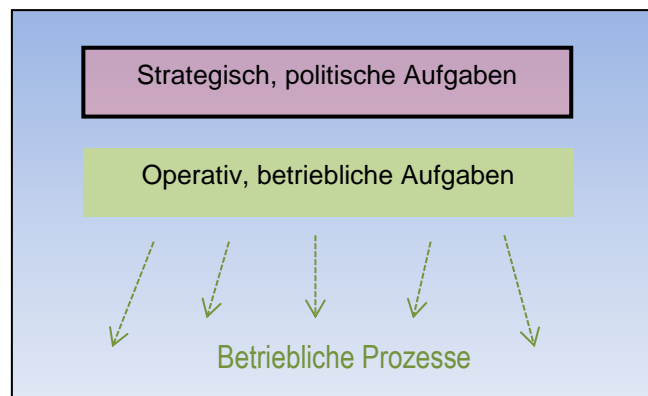 Strategisch, politische Aufgaben
Operativ, betriebliche Aufgaben
Betriebliche Prozesse